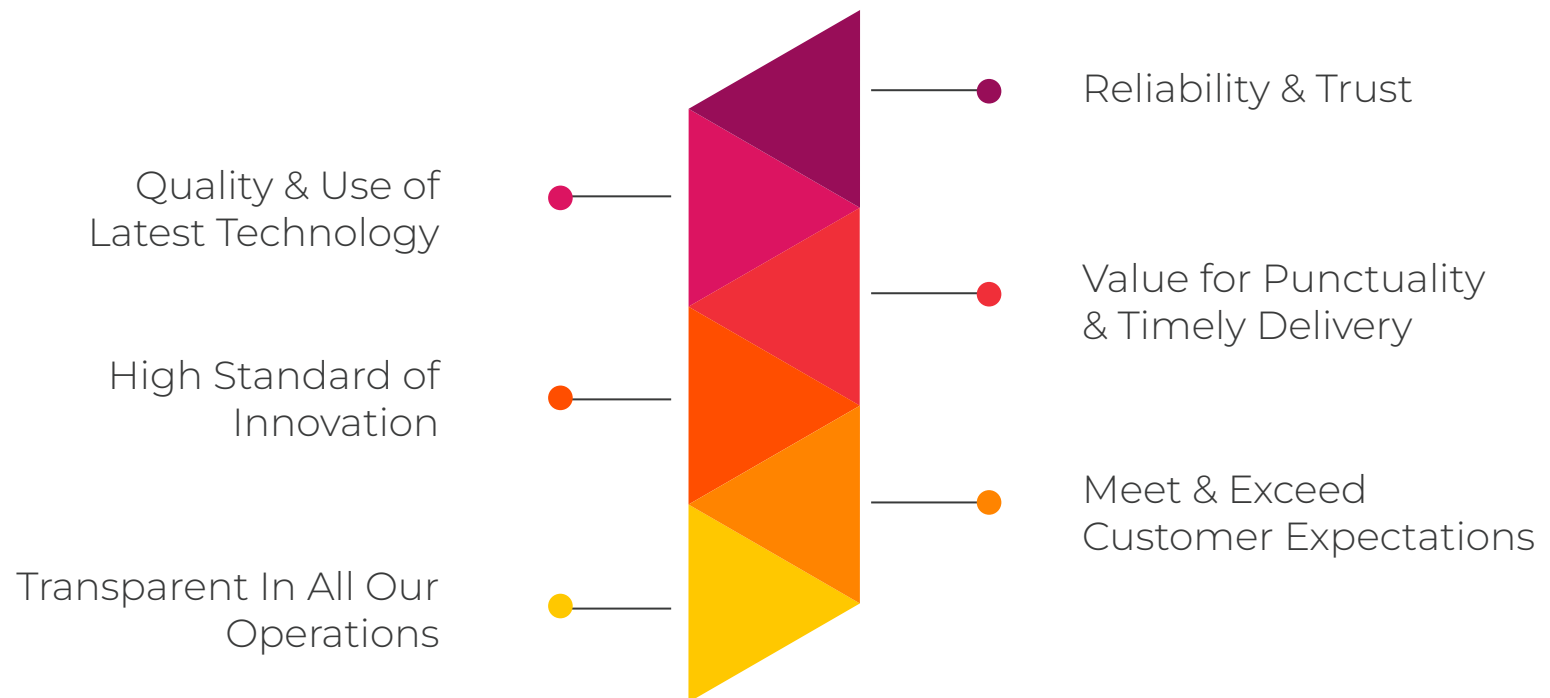 Reliability & Trust
Quality & Use of
Latest Technology
Value for Punctuality
& Timely Delivery
High Standard of
Innovation
Meet & Exceed
Customer Expectations
Transparent In All Our
Operations